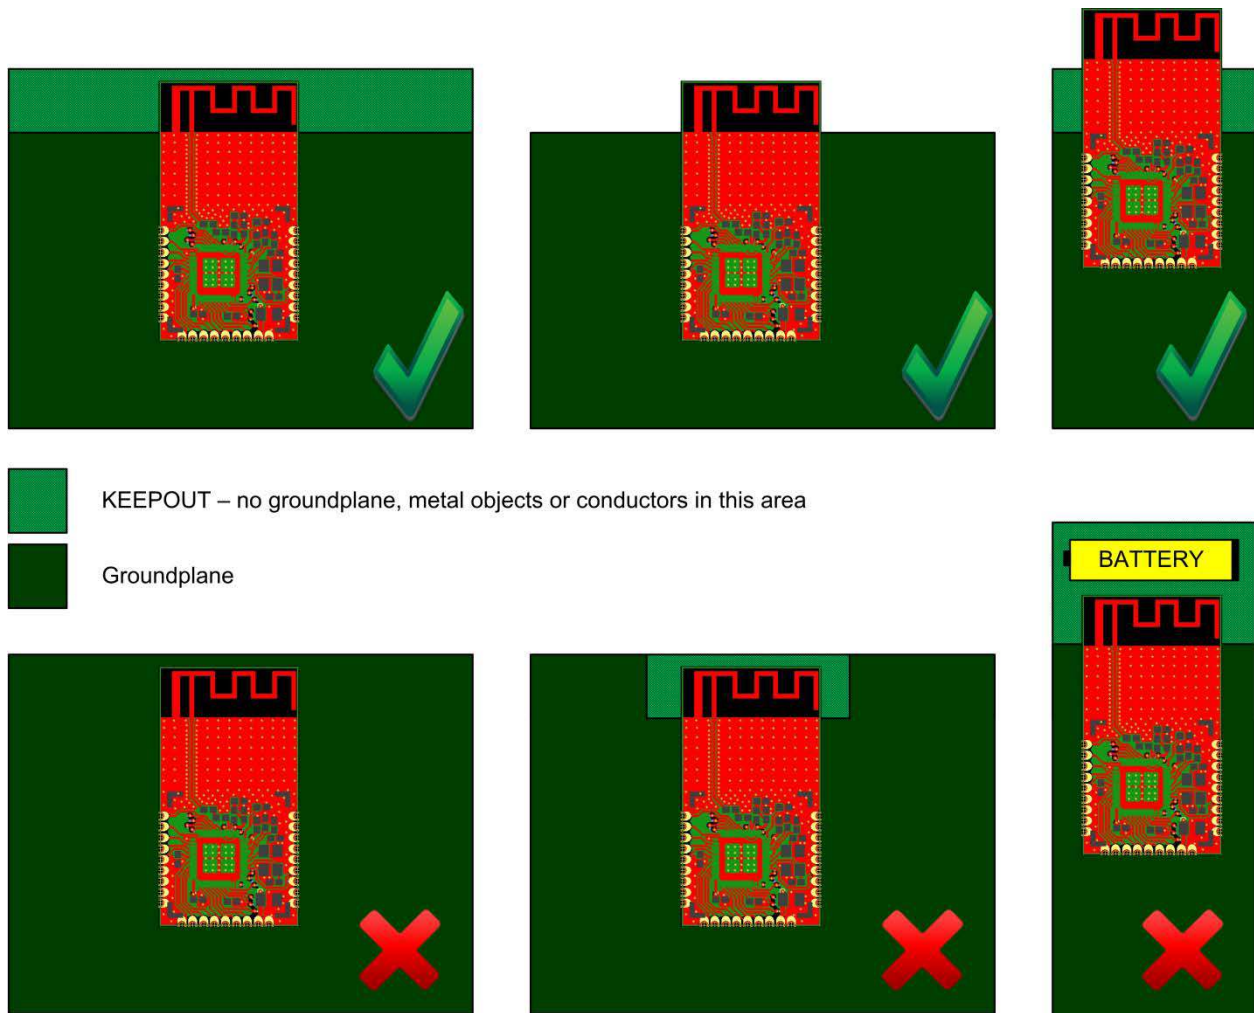 KEEPOUT – no groundplane, metal objects or conductors in this area
BATTERY
Groundplane